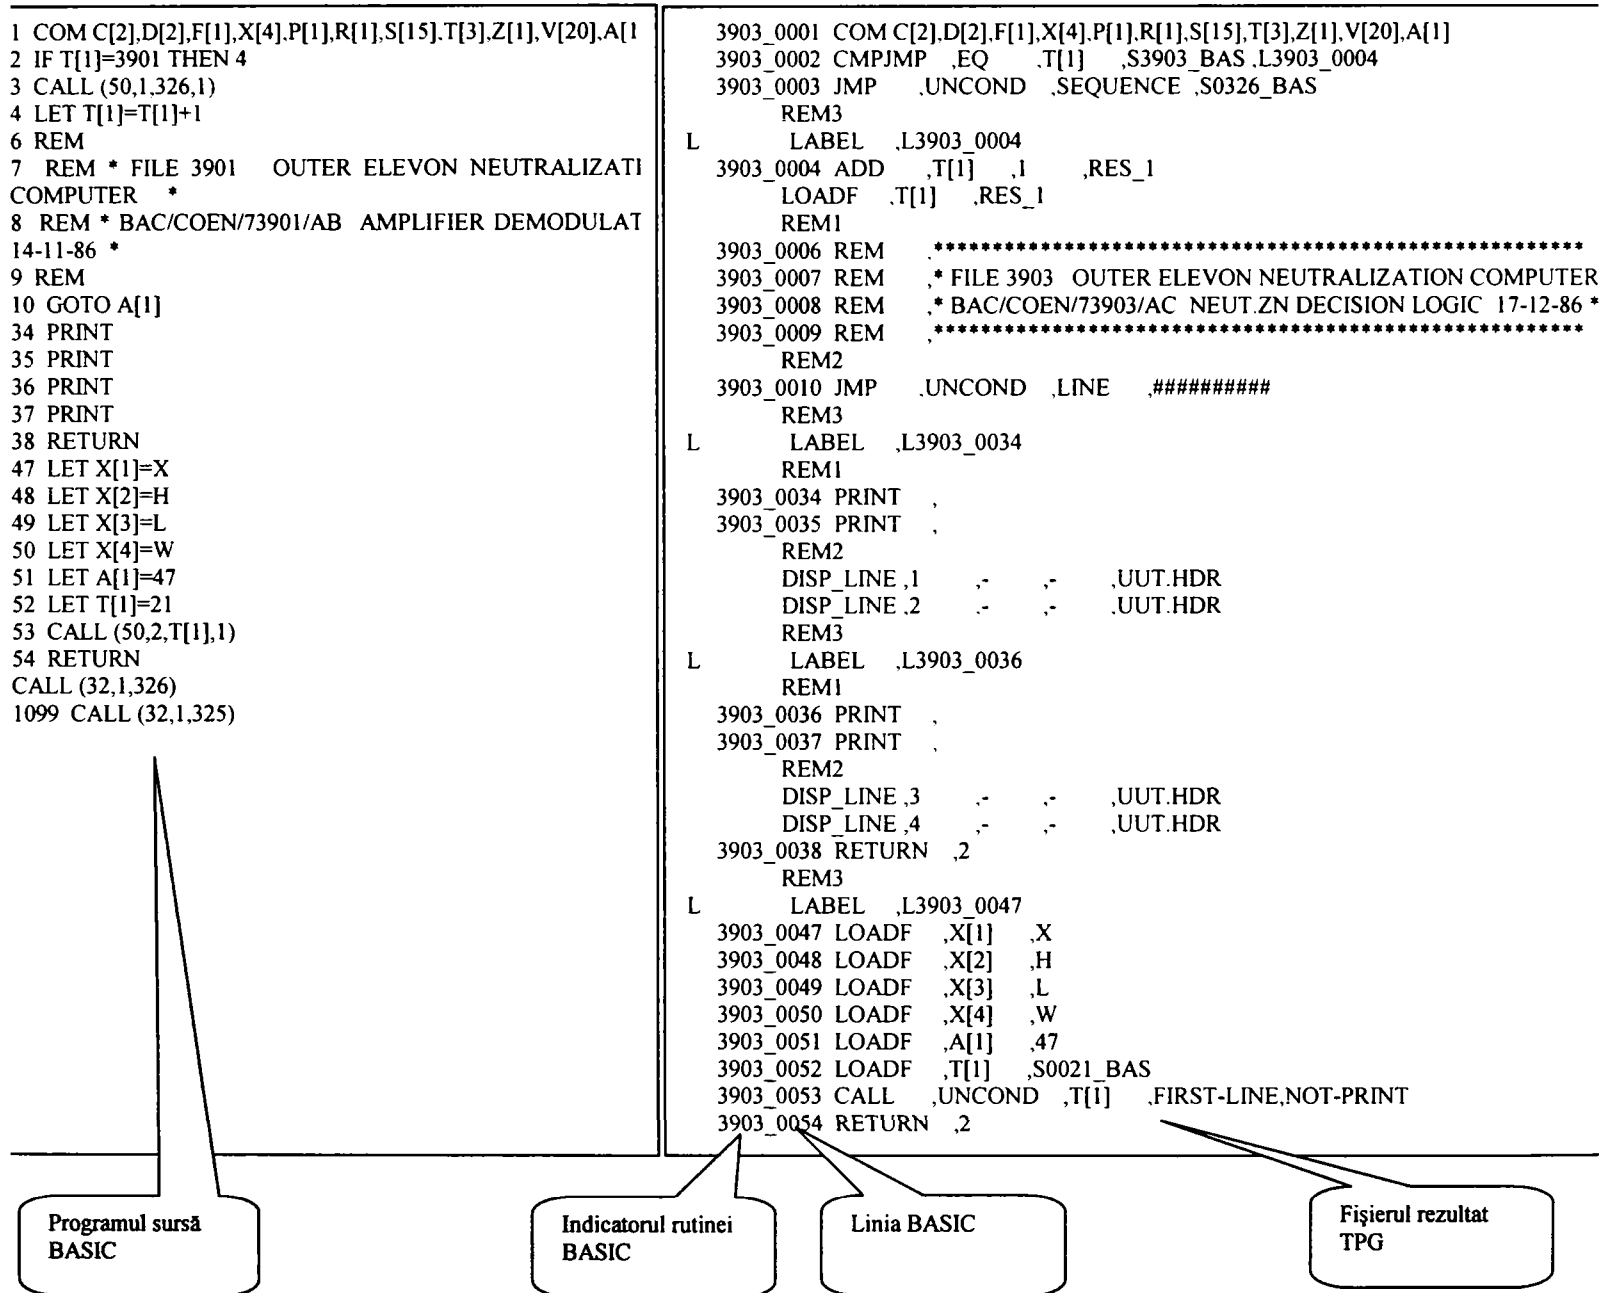 1 COM C[2],D[2],F[1],X[4].P[1],R[1],S[15].T[3],Z[1],V[20],A[1
2 IF T[1]=3901 THEN 4
3 CALL (50,1,326,1)
4 LET T[1]=T[1]+1
6 REM
7 REM * FILE 3901 OUTER ELEVON NEUTRALIZATI
COMPUTER *
8 REM * BAC/COEN/73901/AB AMPLIFIER DEMODULAT
14-11-86 *
9 REM
10 GOTO A[1]
34 PRINT
35 PRINT
36 PRINT
37 PRINT
38 RETURN
47 LET X[1]=X
48 LET X[2]=H
49 LET X[3]=L
50 LET X[4]=W
51 LET A[1]=47
52 LET T[1]=21
53 CALL (50,2,T[1],1)
54 RETURN
CALL (32,1,326)
1099 CALL (32,1,325)
3903_0001 COM C[2],D[2],F[1],X[4],P[1],R[1],S[15],T[3],Z[1],V[20],A[1]
3903_0002 CMPJMP ,EQ ,T[1] ,S3903_BAS ,L3903_0004
3903_0003 JMP ,UNCOND ,SEQUENCE ,S0326_BAS
REM3
L LABEL ,L3903_0004
3903_0004 ADD ,T[1] ,1 ,RES_1
LOADF ,T[1] ,RES_1
REM1
3903_0006 REM ,*******************************************************
3903_0007 REM ,* FILE 3903 OUTER ELEVON NEUTRALIZATION COMPUTER
3903_0008 REM ,* BAC/COEN/73903/AC NEUT.ZN DECISION LOGIC 17-12-86 *
3903_0009 REM ,*******************************************************
REM2
3903_0010 JMP ,UNCOND ,LINE ,##########
REM3
L LABEL ,L3903_0034
REM1
3903_0034 PRINT ,
3903_0035 PRINT ,
REM2
DISP_LINE ,1 ,- ,- ,UUT.HDR
DISP_LINE ,2 ,- ,- ,UUT.HDR
REM3
L LABEL ,L3903_0036
REM1
3903_0036 PRINT ,
3903_0037 PRINT ,
REM2
DISP_LINE ,3 ,- ,- ,UUT.HDR
DISP_LINE ,4 ,- ,- ,UUT.HDR
3903_0038 RETURN ,2
REM3
L LABEL ,L3903_0047
3903_0047 LOADF ,X[1] ,X
3903_0048 LOADF ,X[2] ,H
3903_0049 LOADF ,X[3] ,L
3903_0050 LOADF ,X[4] ,W
3903_0051 LOADF ,A[1] ,47
3903_0052 LOADF ,T[1] ,S0021_BAS
3903_0053 CALL ,UNCOND ,T[1] ,FIRST-LINE,NOT-PRINT
3903_0054 RETURN ,2
Programul sursă
BASIC
Indicatorul rutinei
BASIC
Linia BASIC
Fişierul rezultat
TPG